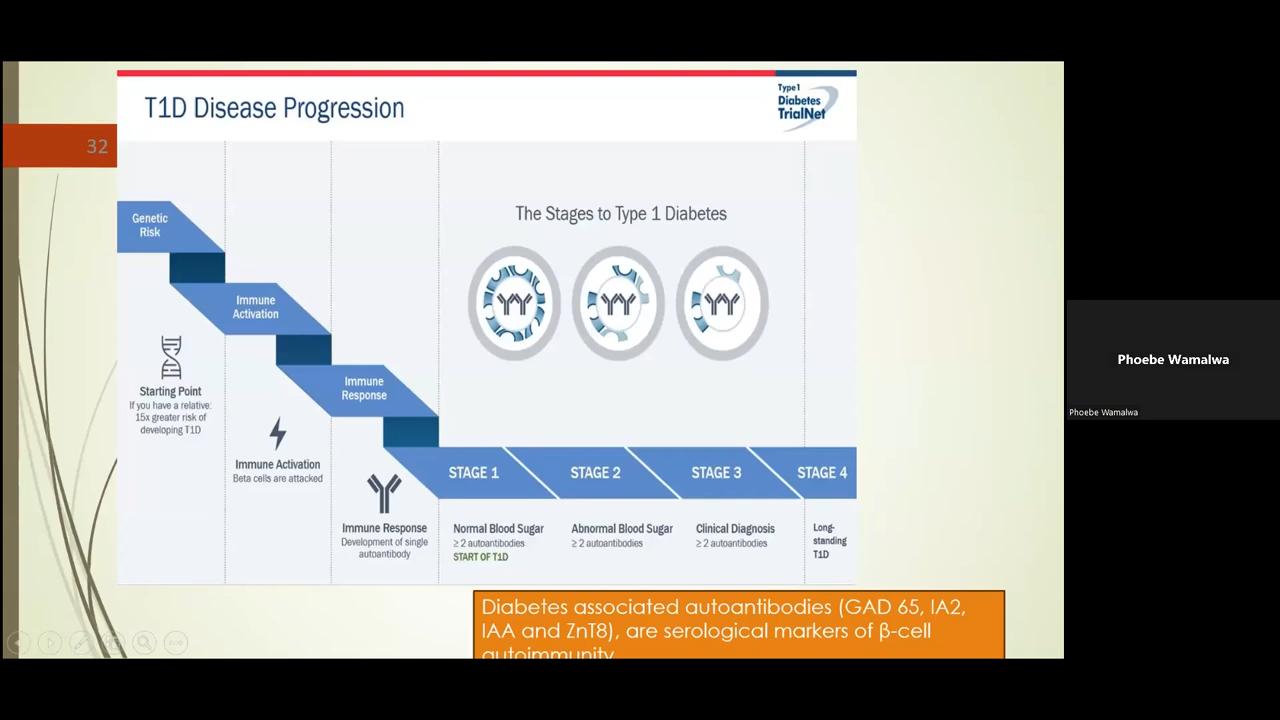 T1D Disease Progression
Type 1
Diabetes
TrialNet
32
Genetic
Risk
Immune
Activation
Immune
Response
Starting Point
If you have a relative:
15x greater risk of
developing T1D
Immune Activation
Beta cells are attacked
Immune Response
Development of single
autoantibody
The Stages to Type 1 Diabetes
STAGE 1
STAGE 2
STAGE 3
STAGE 4
Normal Blood Sugar
≥ 2 autoantibodies
START OF T1D
Abnormal Blood Sugar
≥ 2 autoantibodies
Clinical Diagnosis
≥ 2 autoantibodies
Long-
standing
T1D
Diabetes associated autoantibodies (GAD 65, IA2,
IAA and ZnT8), are serological markers of β-cell
autoimmunity
Phoebe Wamalwa
Phoebe Wamalwa